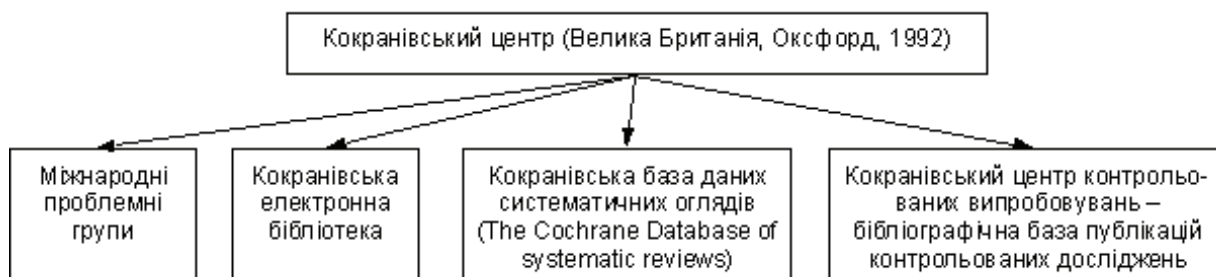 Кокранівський центр (Велика Британія, Оксфорд, 1992)
Міжнародні
проблемні
групи
Кокранівська
електронна
бібліотека
Кокранівська база даних
систематичних оглядів
(The Cochrane Database of
systematic reviews)
Кокранівський центр контрольо-
ваних випробовувань –
бібліографічна база публікацій
контрольованих досліджень